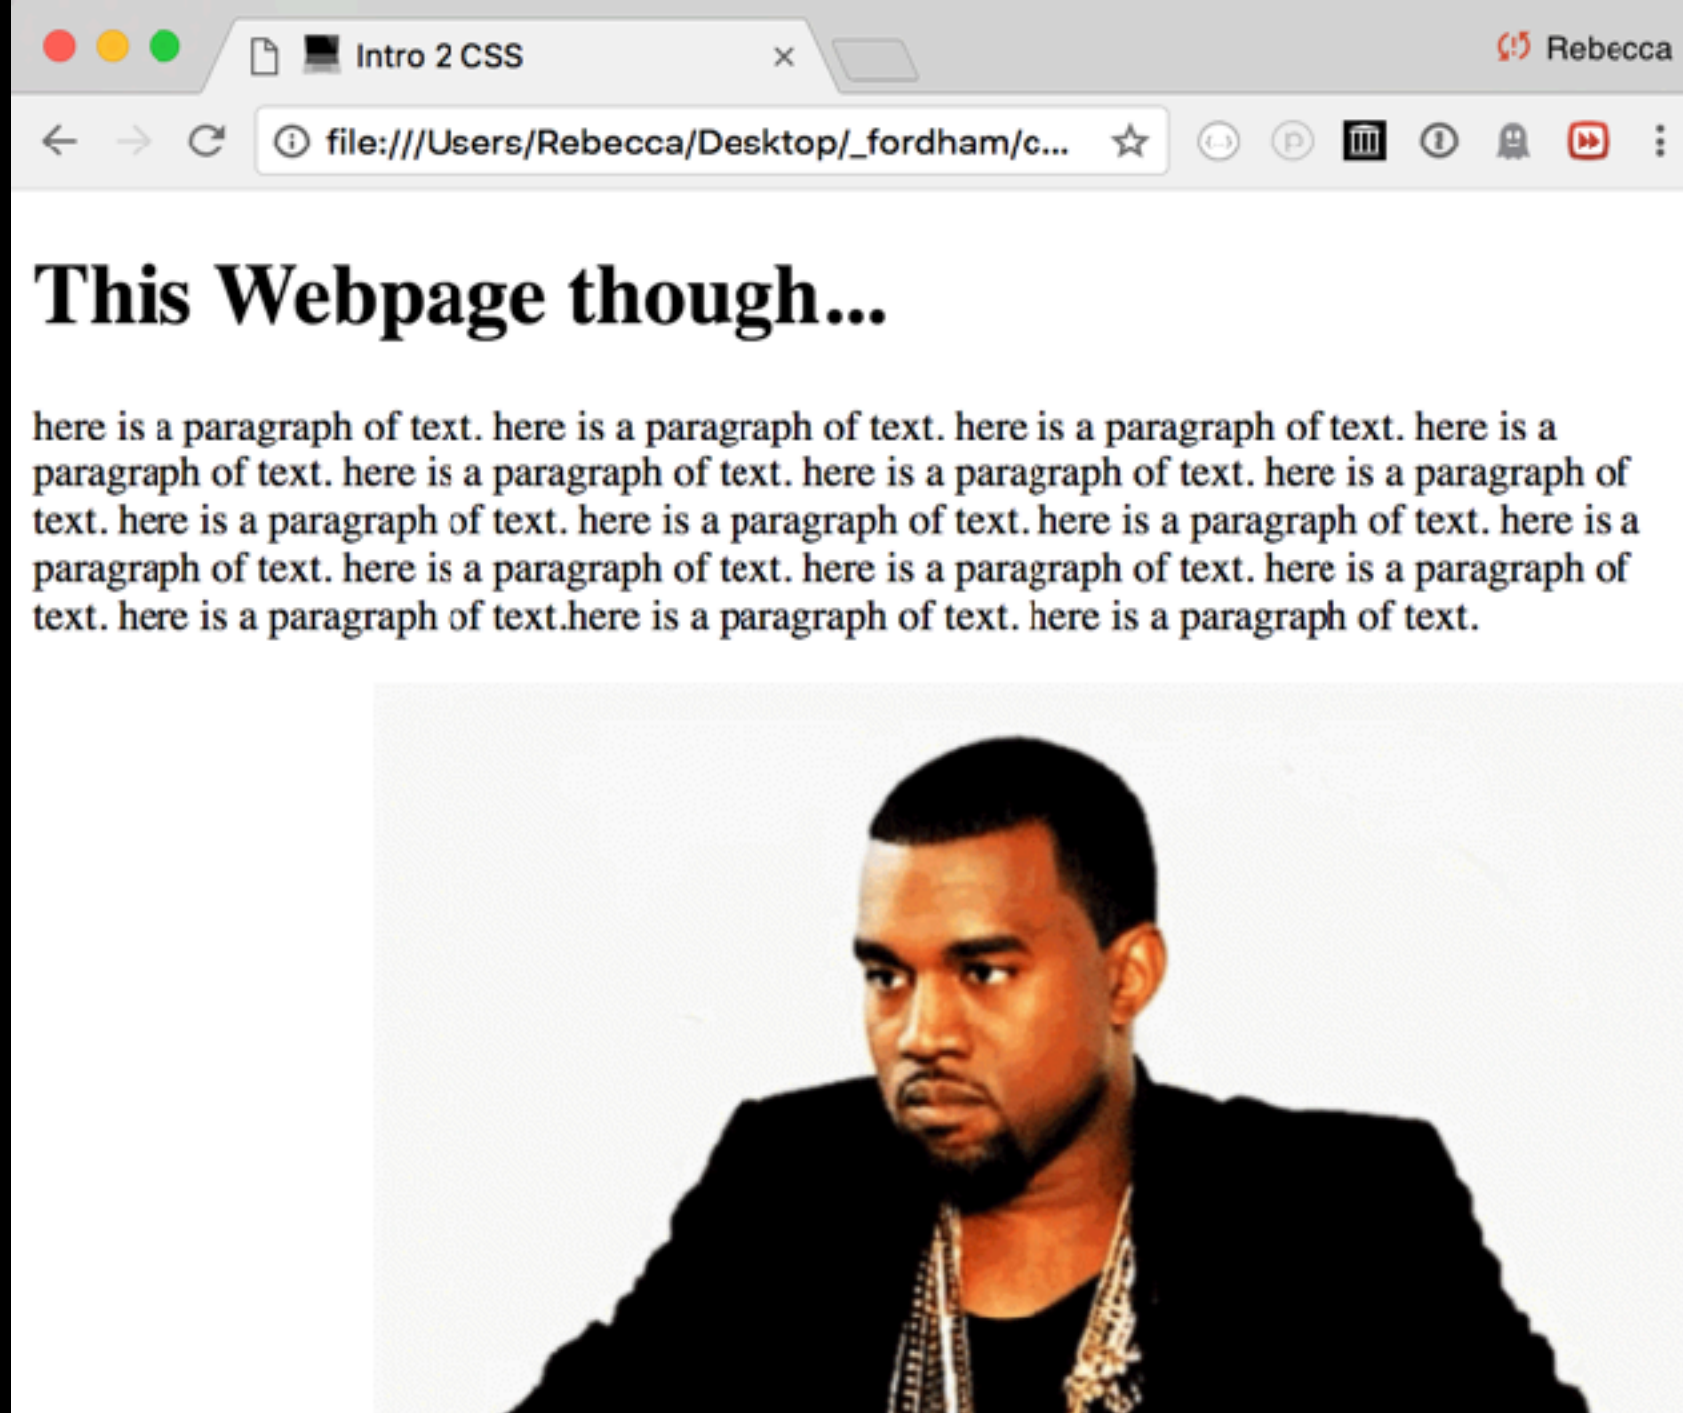 Intro 2 CSS
Rebecca
file:///Users/Rebecca/Desktop/_fordham/c...
This Webpage though...
here is a paragraph of text. here is a paragraph of text. here is a paragraph of text. here is a
paragraph of text. here is a paragraph of text. here is a paragraph of text. here is a paragraph of
text. here is a paragraph of text. here is a paragraph of text. here is a paragraph of text. here is a
paragraph of text. here is a paragraph of text. here is a paragraph of text. here is a paragraph of
text. here is a paragraph of text.here is a paragraph of text. here is a paragraph of text.